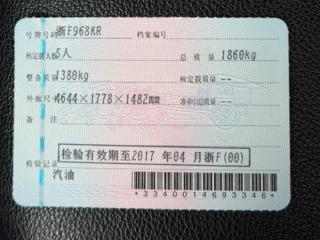 号牌号码 浙F968KR 档案编号
核定载人数 5人 总质量 1860kg
整备质量 1380kg 核定载质量 --
外廓尺寸 4644×1778×1482mm 准牵引总质量 --
备注
检验有效期至2017年04月浙F(00)
检验记录
汽油
*3340014693346*